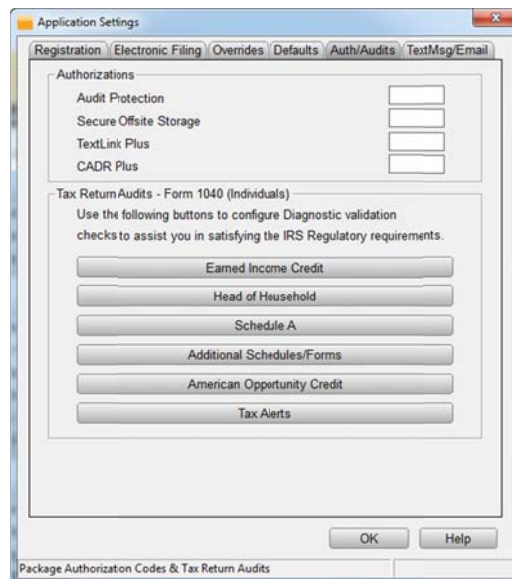 Application Settings
Registration Electronic Filing Overrides Defaults Auth/Audits TextMsg/Email
Authorizations
Audit Protection
Secure Offsite Storage
TextLink Plus
CADR Plus
Tax Return Audits - Form 1040 (Individuals)
Use the following buttons to configure Diagnostic validation
checks to assist you in satisfying the IRS Regulatory requirements.
Earned Income Credit
Head of Household
Schedule A
Additional Schedules/Forms
American Opportunity Credit
Tax Alerts
OK Help
Package Authorizaton Codes & Tax Return Audits